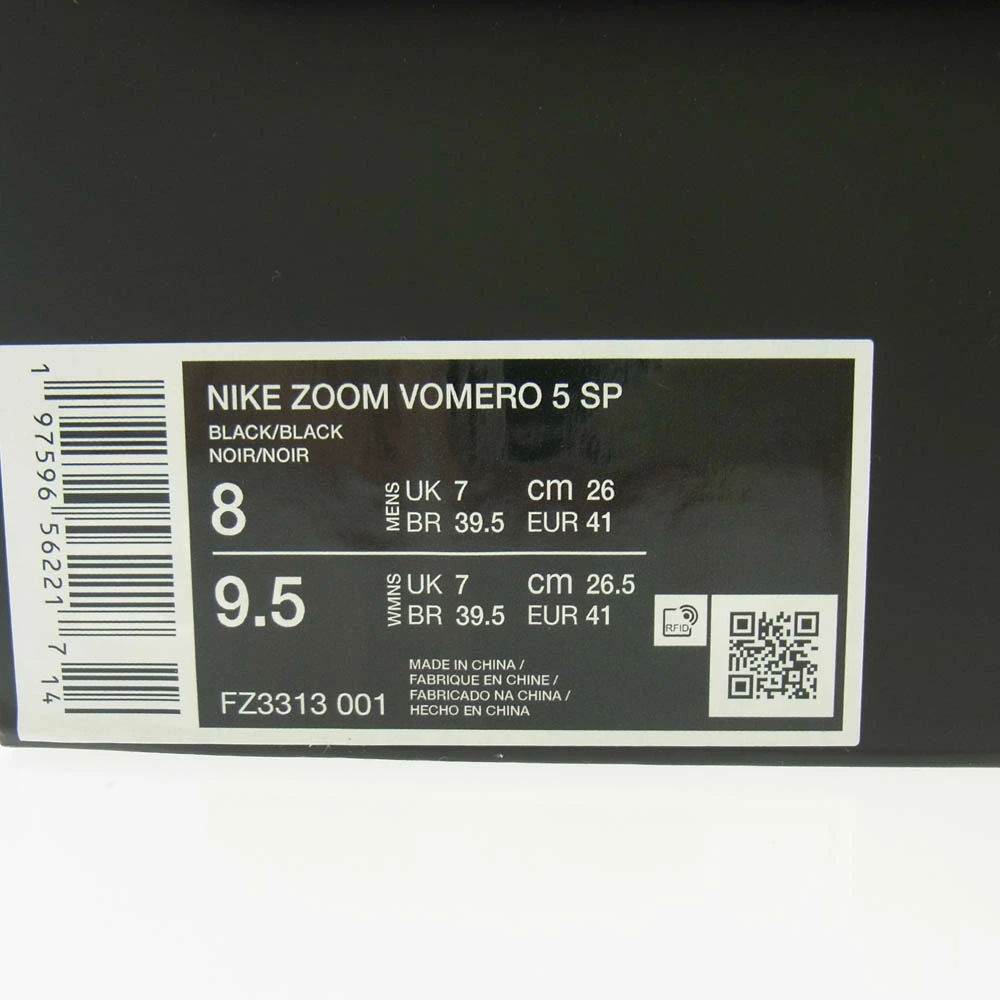 1 97596 56221 7 14
NIKE ZOOM VOMERO 5 SP
BLACK/BLACK
NOIR/NOIR
8 MENS UK 7 cm 26
BR 39.5 EUR 41
9.5 WMNS UK 7 cm 26.5
BR 39.5 EUR 41
RFID
FZ3313 001
MADE IN CHINA /
FABRIQUE EN CHINE /
FABRICADO NA CHINA /
HECHO EN CHINA